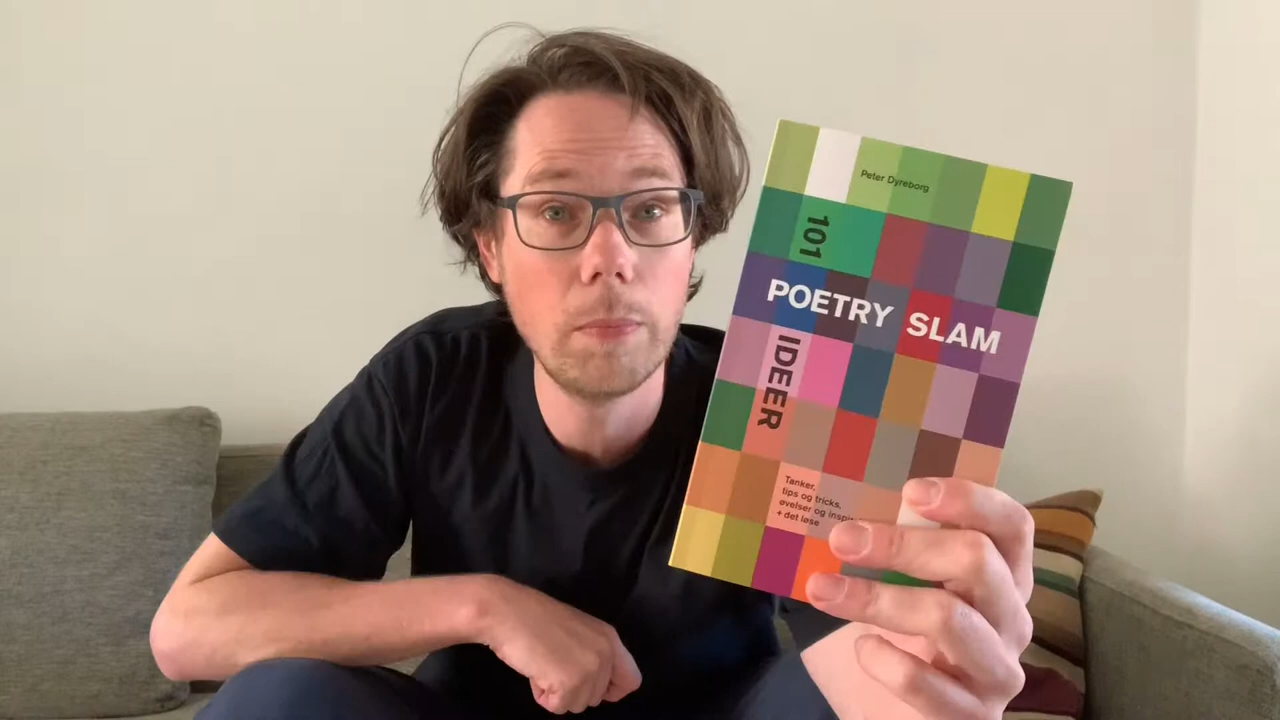 Peter Dyreborg
101
POETRY SLAM
IDEER
Tanker,
tips og tricks,
øvelser og
+ det løse